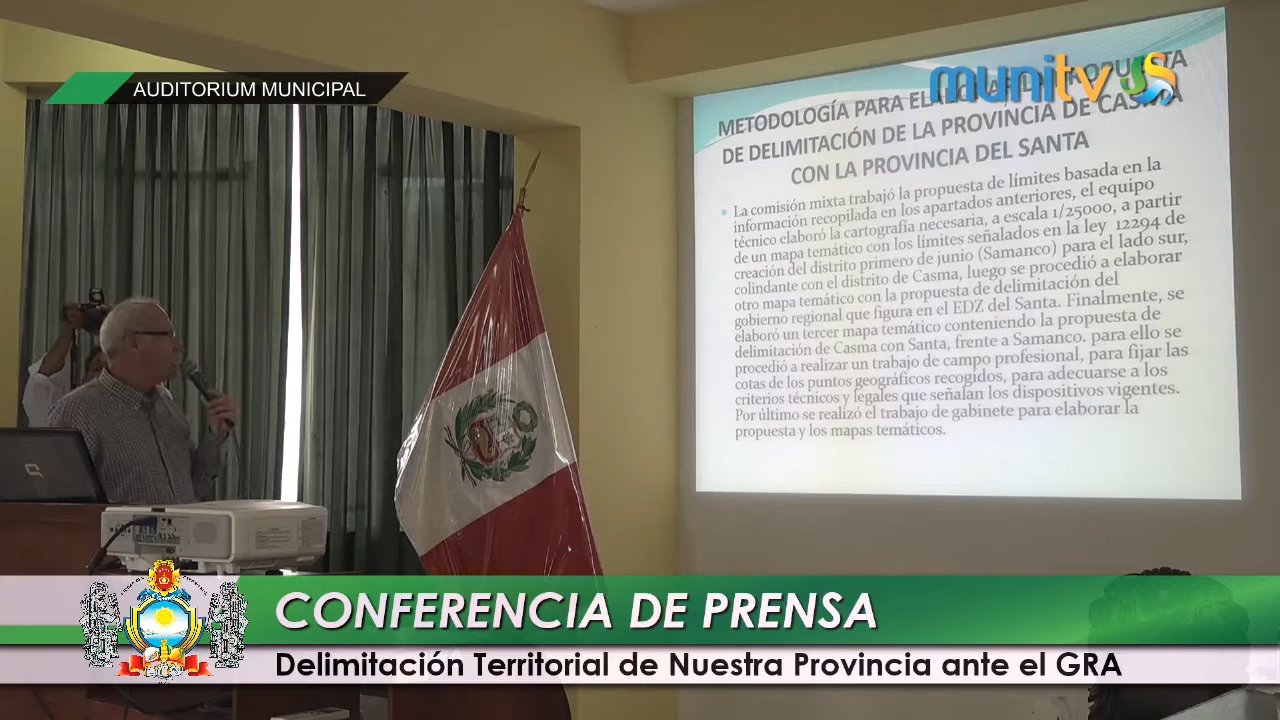 munitv
AUDITORIUM MUNICIPAL
METODOLOGÍA PARA ELABORAR LA PROPUESTA
DE DELIMITACIÓN DE LA PROVINCIA DE CASMA
CON LA PROVINCIA DEL SANTA
La comisión mixta trabajó la propuesta de límites basada en la
información recopilada en los apartados anteriores, el equipo
técnico elaboró la cartografía necesaria, a escala 1/25000, a partir
de un mapa temático con los límites señalados en la ley 12294 de
creación del distrito primero de junio (Samanco) para el lado sur,
colindante con el distrito de Casma, luego se procedió a elaborar
otro mapa temático con la propuesta de delimitación del
gobierno regional que figura en el EDZ del Santa. Finalmente, se
elaboró un tercer mapa temático conteniendo la propuesta de
delimitación de Casma con Santa, frente a Samanco. para ello se
procedió a realizar un trabajo de campo profesional, para fijar las
cotas de los puntos geográficos recogidos, para adecuarse a los
criterios técnicos y legales que señalan los dispositivos vigentes.
Por último se realizó el trabajo de gabinete para elaborar la
propuesta y los mapas temáticos.
CONFERENCIA DE PRENSA
Delimitación Territorial de Nuestra Provincia ante el GRA